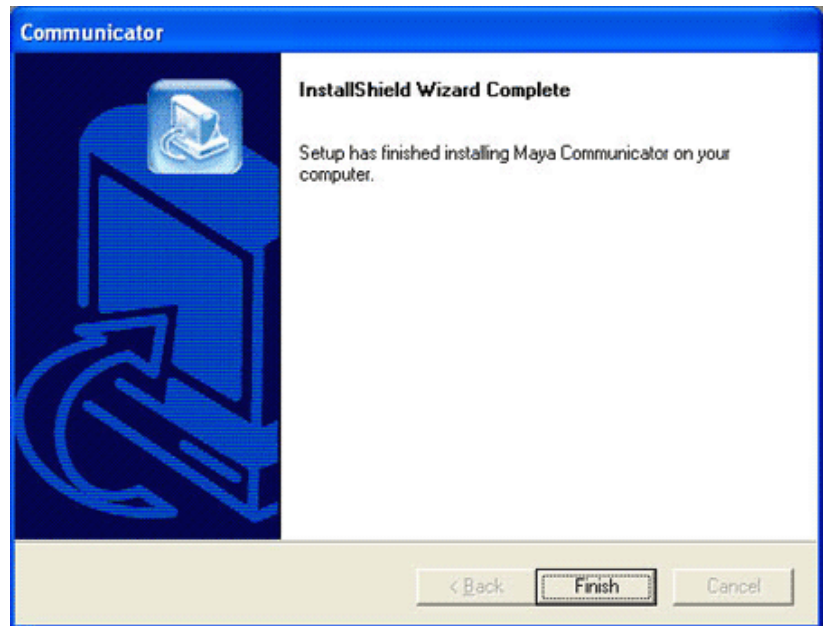 Communicator
InstallShield Wizard Complete
Setup has finished installing Maya Communicator on your
computer.
< Back
Finish
Cancel